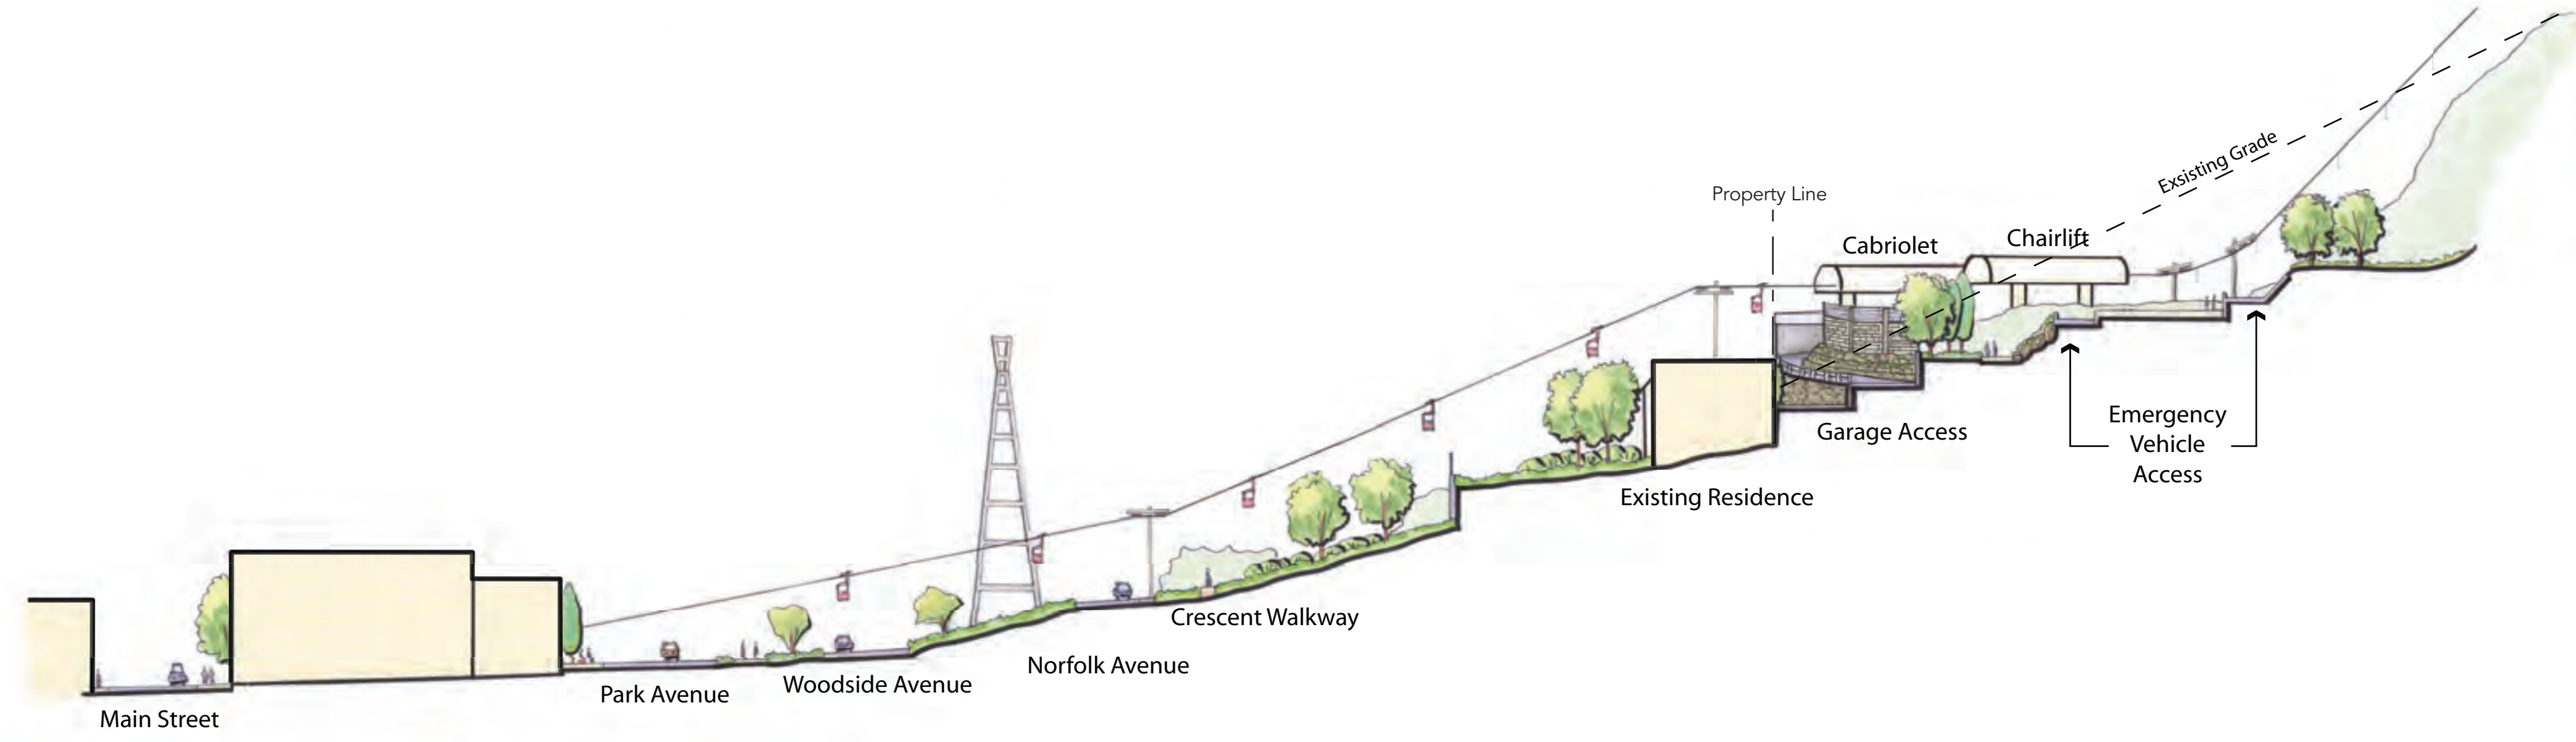 Exsisting Grade
Property Line
Cabriolet
Chairlift
Emergency
Vehicle
Access
Garage Access
Existing Residence
Crescent Walkway
Norfolk Avenue
Woodside Avenue
Park Avenue
Main Street